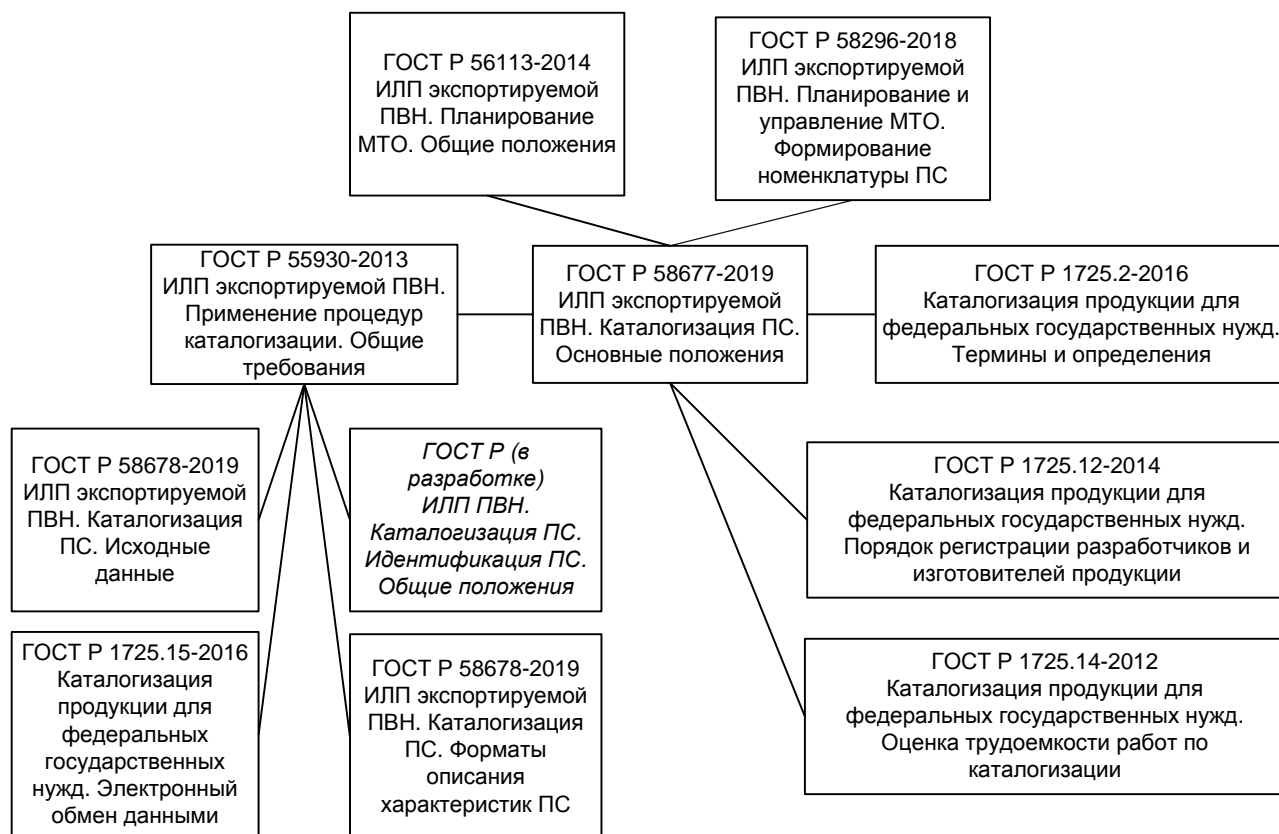 ГОСТ Р 56113-2014
ИЛП экспортируемой
ПВН. Планирование
МТО. Общие положения
ГОСТ Р 58296-2018
ИЛП экспортируемой
ПВН. Планирование и
управление МТО.
Формирование
номенклатуры ПС
ГОСТ Р 55930-2013
ИЛП экспортируемой ПВН.
Применение процедур
каталогизации. Общие
требования
ГОСТ Р 58677-2019
ИЛП экспортируемой
ПВН. Каталогизация ПС.
Основные положения
ГОСТ Р 1725.2-2016
Каталогизация продукции для
федеральных государственных нужд.
Термины и определения
ГОСТ Р 58678-2019
ИЛП экспортируемой
ПВН. Каталогизация
ПС. Исходные
данные
ГОСТ Р (в
разработке)
ИЛП ПВН.
Каталогизация ПС.
Идентификация ПС.
Общие положения
ГОСТ Р 1725.12-2014
Каталогизация продукции для
федеральных государственных нужд.
Порядок регистрации разработчиков и
изготовителей продукции
ГОСТ Р 1725.15-2016
Каталогизация
продукции для
федеральных
государственных
нужд. Электронный
обмен данными
ГОСТ Р 58678-2019
ИЛП экспортируемой
ПВН. Каталогизация
ПС. Форматы
описания
характеристик ПС
ГОСТ Р 1725.14-2012
Каталогизация продукции для
федеральных государственных нужд.
Оценка трудоемкости работ по
каталогизации